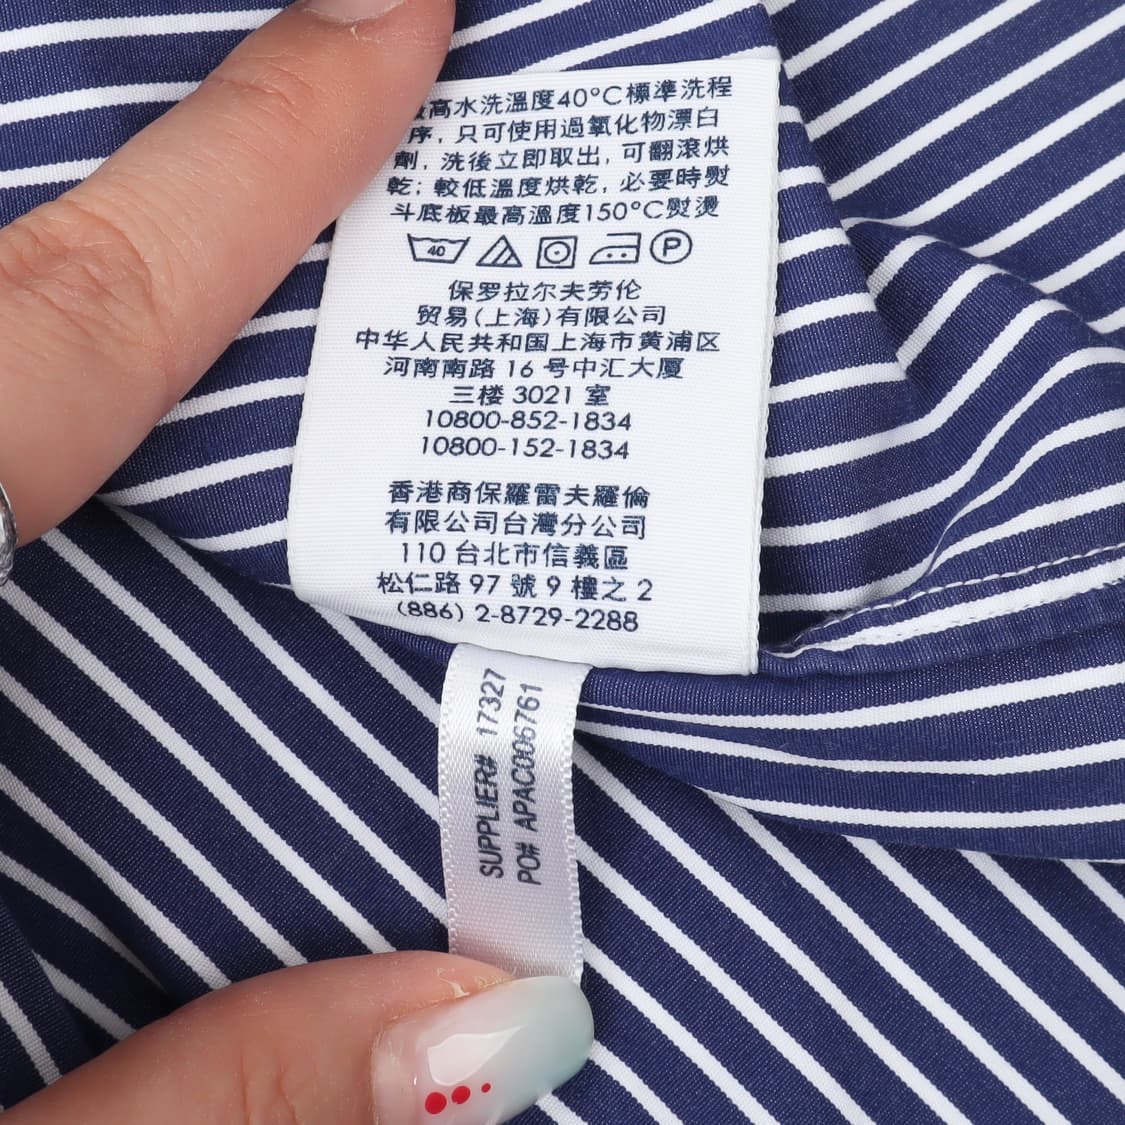 高水洗溫度40°C標準洗程
序, 只可使用過氧化物漂白
劑, 洗後立即取出, 可翻滾烘
乾; 較低溫度烘乾, 必要時熨
斗底板最高溫度150°C熨燙
40 P
保罗拉尔夫劳伦
贸易(上海)有限公司
中华人民共和国上海市黄浦区
河南南路 16 号中汇大厦
三楼 3021 室
10800-852-1834
10800-152-1834
香港商保羅雷夫羅倫
有限公司台灣分公司
110 台北市信義區
松仁路 97 號 9 樓之 2
(886) 2-8729-2288
SUPPLIER# 17327
PO# APAC006761